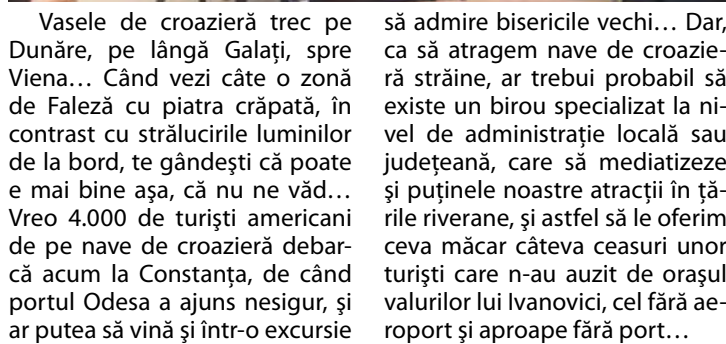 Vasele de croazieră trec pe
Dunăre, pe lângă Galați, spre
Viena… Când vezi câte o zonă
de Faleză cu piatra crăpată, în
contrast cu strălucirile luminilor
de la bord, te gândești că poate
e mai bine așa, că nu ne văd…
Vreo 4.000 de turiști americani
de pe nave de croazieră debar-
că acum la Constanța, de când
portul Odesa a ajuns nesigur, și
ar putea să vină și într-o excursie
să admire bisericile vechi… Dar,
ca să atragem nave de croazie-
ră străine, ar trebui probabil să
existe un birou specializat la ni-
vel de administrație locală sau
județeană, care să mediatizeze
și puținele noastre atracții în ță-
rile riverane, și astfel să le oferim
ceva măcar câteva ceasuri unor
turiști care n-au auzit de orașul
valurilor lui Ivanovici, cel fără ae-
roport și aproape fără port…